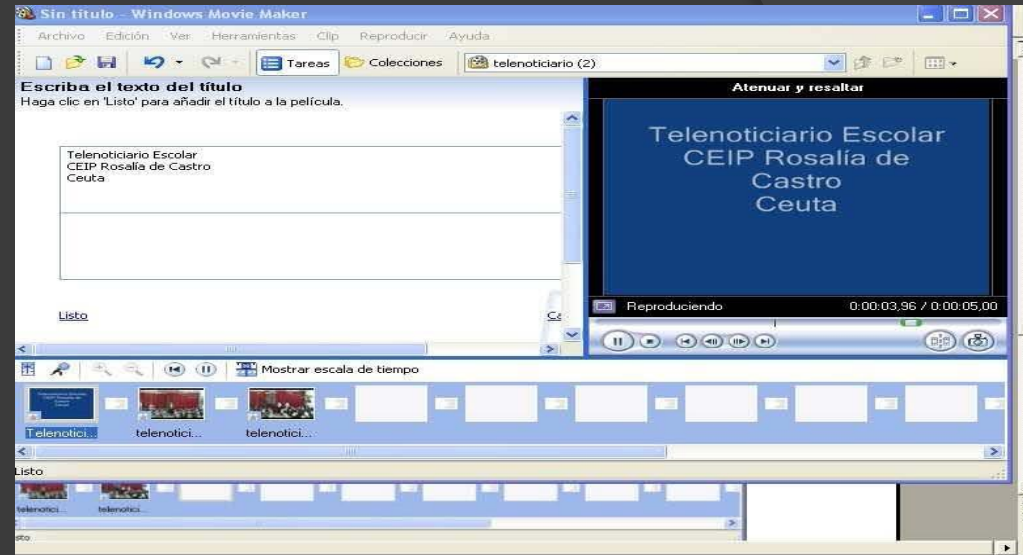 Sin título - Windows Movie Maker
Archivo Edición Ver Herramientas Clip Reproducir Ayuda
Tareas Colecciones telenoticiario (2)
Escriba el texto del título
Haga clic en 'Listo' para añadir el título a la película.
Telenoticiario Escolar
CEIP Rosalía de Castro
Ceuta
Listo
Atenuar y resaltar
Telenoticiario Escolar
CEIP Rosalía de
Castro
Ceuta
Reproduciendo 0:00:03,96 / 0:00:05,00
Mostrar escala de tiempo
Telenotici... telenotici... telenotici...
Listo
telenotici... telenotici...